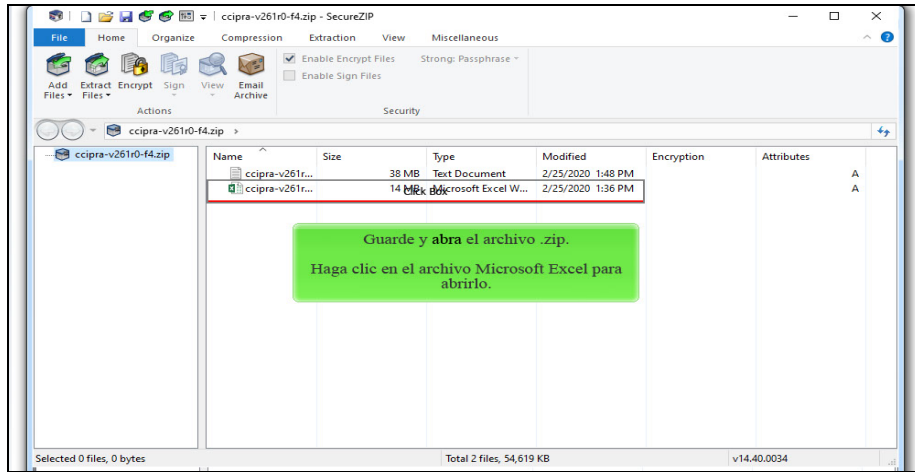 ccipra-v261r0-f4.zip - SecureZIP
File Home Organize Compression Extraction View Miscellaneous
Add Files Extract Files Encrypt Sign View Email Archive
Enable Encrypt Files Strong: Passphrase
Enable Sign Files
Actions Security
ccipra-v261r0-f4.zip
ccipra-v261r0-f4.zip
Name Size Type Modified Encryption Attributes
ccipra-v261r... 38 MB Text Document 2/25/2020 1:48 PM A
ccipra-v261r... 14 MB Microsoft Excel W... 2/25/2020 1:36 PM A
Click Box
Guarde y abra el archivo .zip.
Haga clic en el archivo Microsoft Excel para
abrirlo.
Selected 0 files, 0 bytes Total 2 files, 54,619 KB v14.40.0034